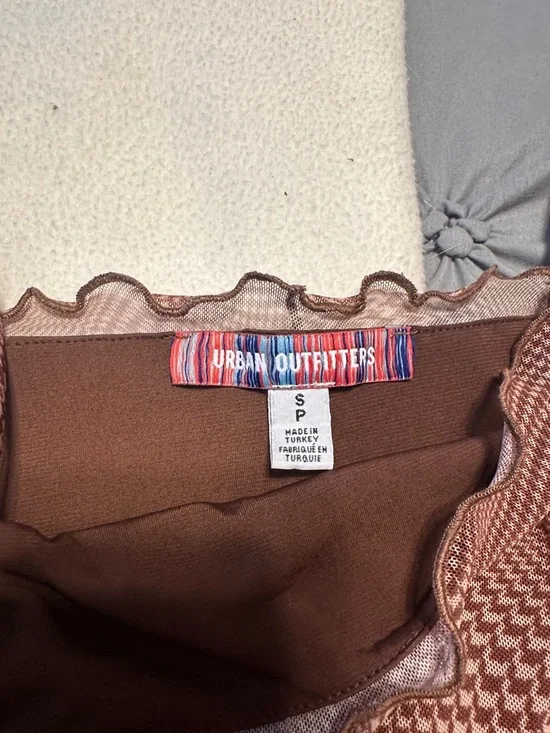 URBAN OUTFITTERS
S
P
MADE IN
TURKEY
FABRIQUÉ EN
TURQUIE